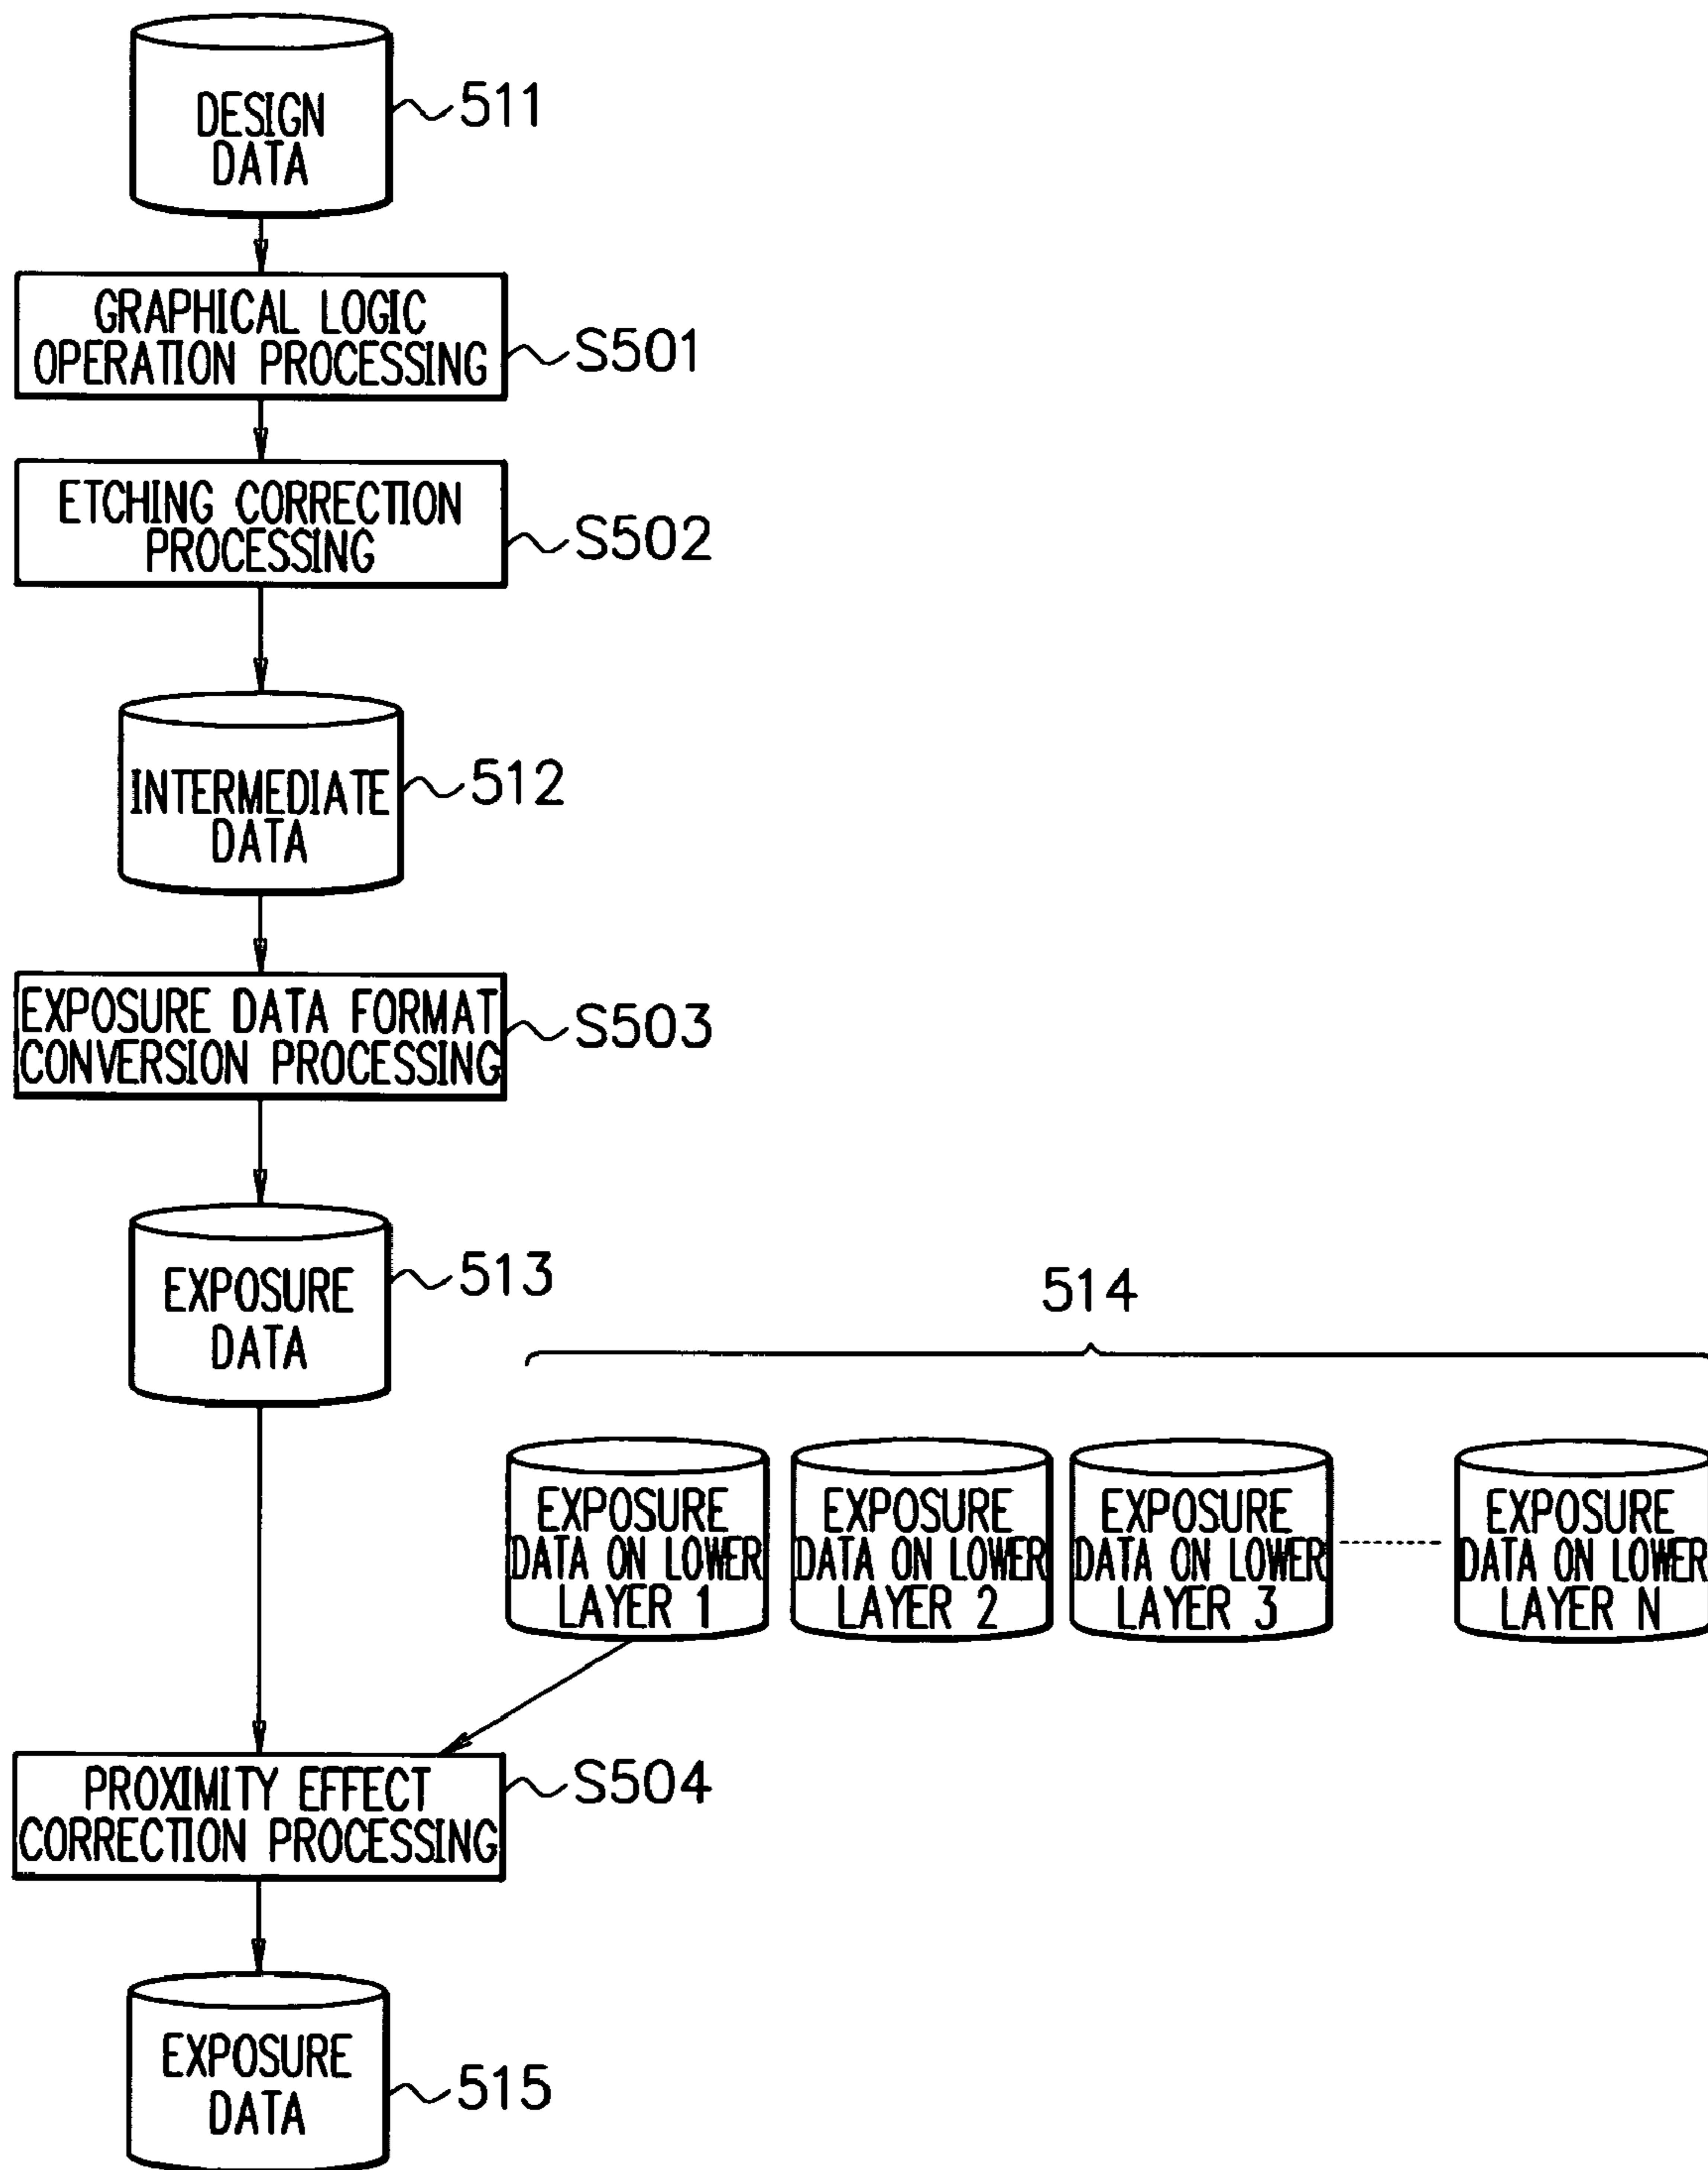 DESIGN
DATA
511
GRAPHICAL LOGIC
OPERATION PROCESSING
S501
ETCHING CORRECTION
PROCESSING
S502
INTERMEDIATE
DATA
512
EXPOSURE DATA FORMAT
CONVERSION PROCESSING
S503
EXPOSURE
DATA
513
514
EXPOSURE
DATA ON LOWER
LAYER 1
EXPOSURE
DATA ON LOWER
LAYER 2
EXPOSURE
DATA ON LOWER
LAYER 3
EXPOSURE
DATA ON LOWER
LAYER N
PROXIMITY EFFECT
CORRECTION PROCESSING
S504
EXPOSURE
DATA
515